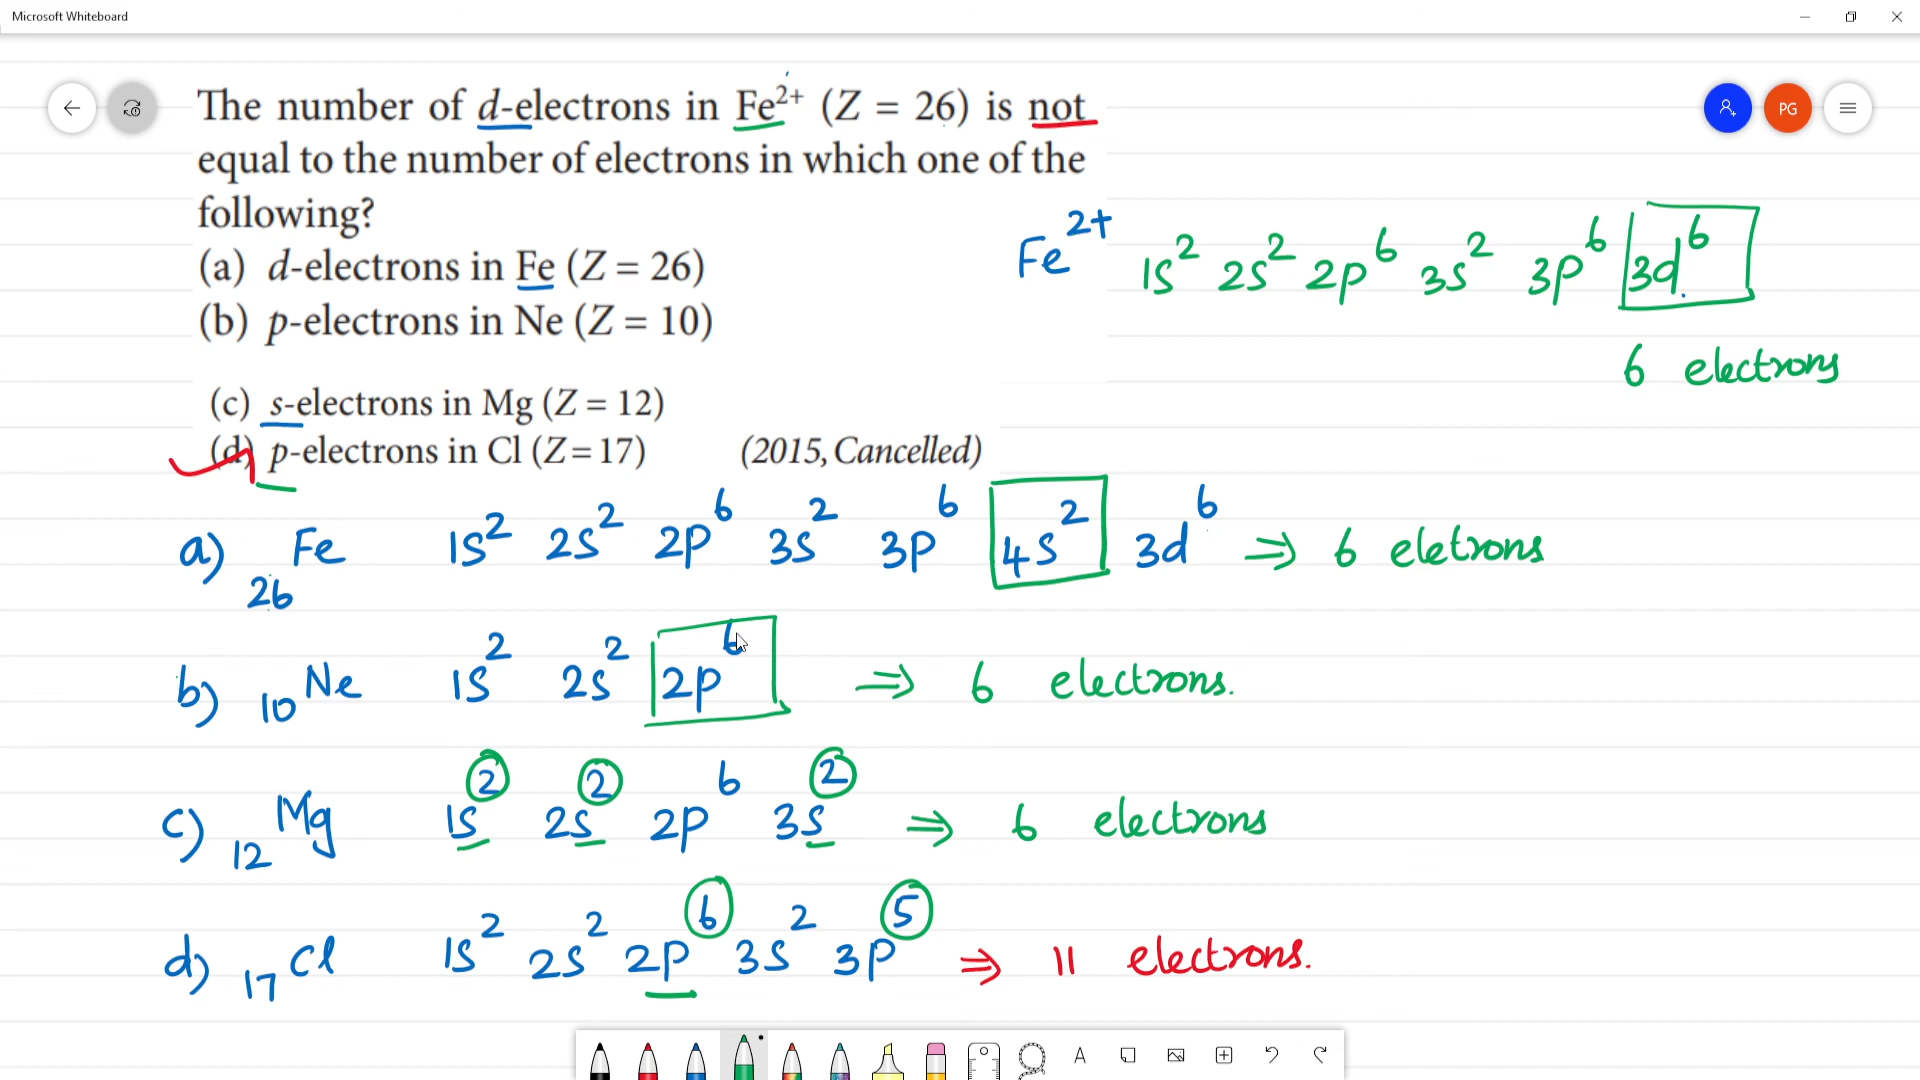 Microsoft Whiteboard
PG
The number of d-electrons in Fe²⁺ (Z = 26) is not
equal to the number of electrons in which one of the
following?
(a) d-electrons in Fe (Z = 26)
(b) p-electrons in Ne (Z = 10)
(c) s-electrons in Mg (Z = 12)
(d) p-electrons in Cl (Z = 17) (2015, Cancelled)
Fe²⁺ 1s² 2s² 2p⁶ 3s² 3p⁶ 3d⁶
6 electrons
a) ₂₆Fe 1s² 2s² 2p⁶ 3s² 3p⁶ 4s² 3d⁶ ⇒ 6 eletrons
b) ₁₀Ne 1s² 2s² 2p⁶ ⇒ 6 electrons.
c) ₁₂Mg 1s² 2s² 2p⁶ 3s² ⇒ 6 electrons
d) ₁₇Cl 1s² 2s² 2p⁶ 3s² 3p⁵ ⇒ 11 electrons.
A